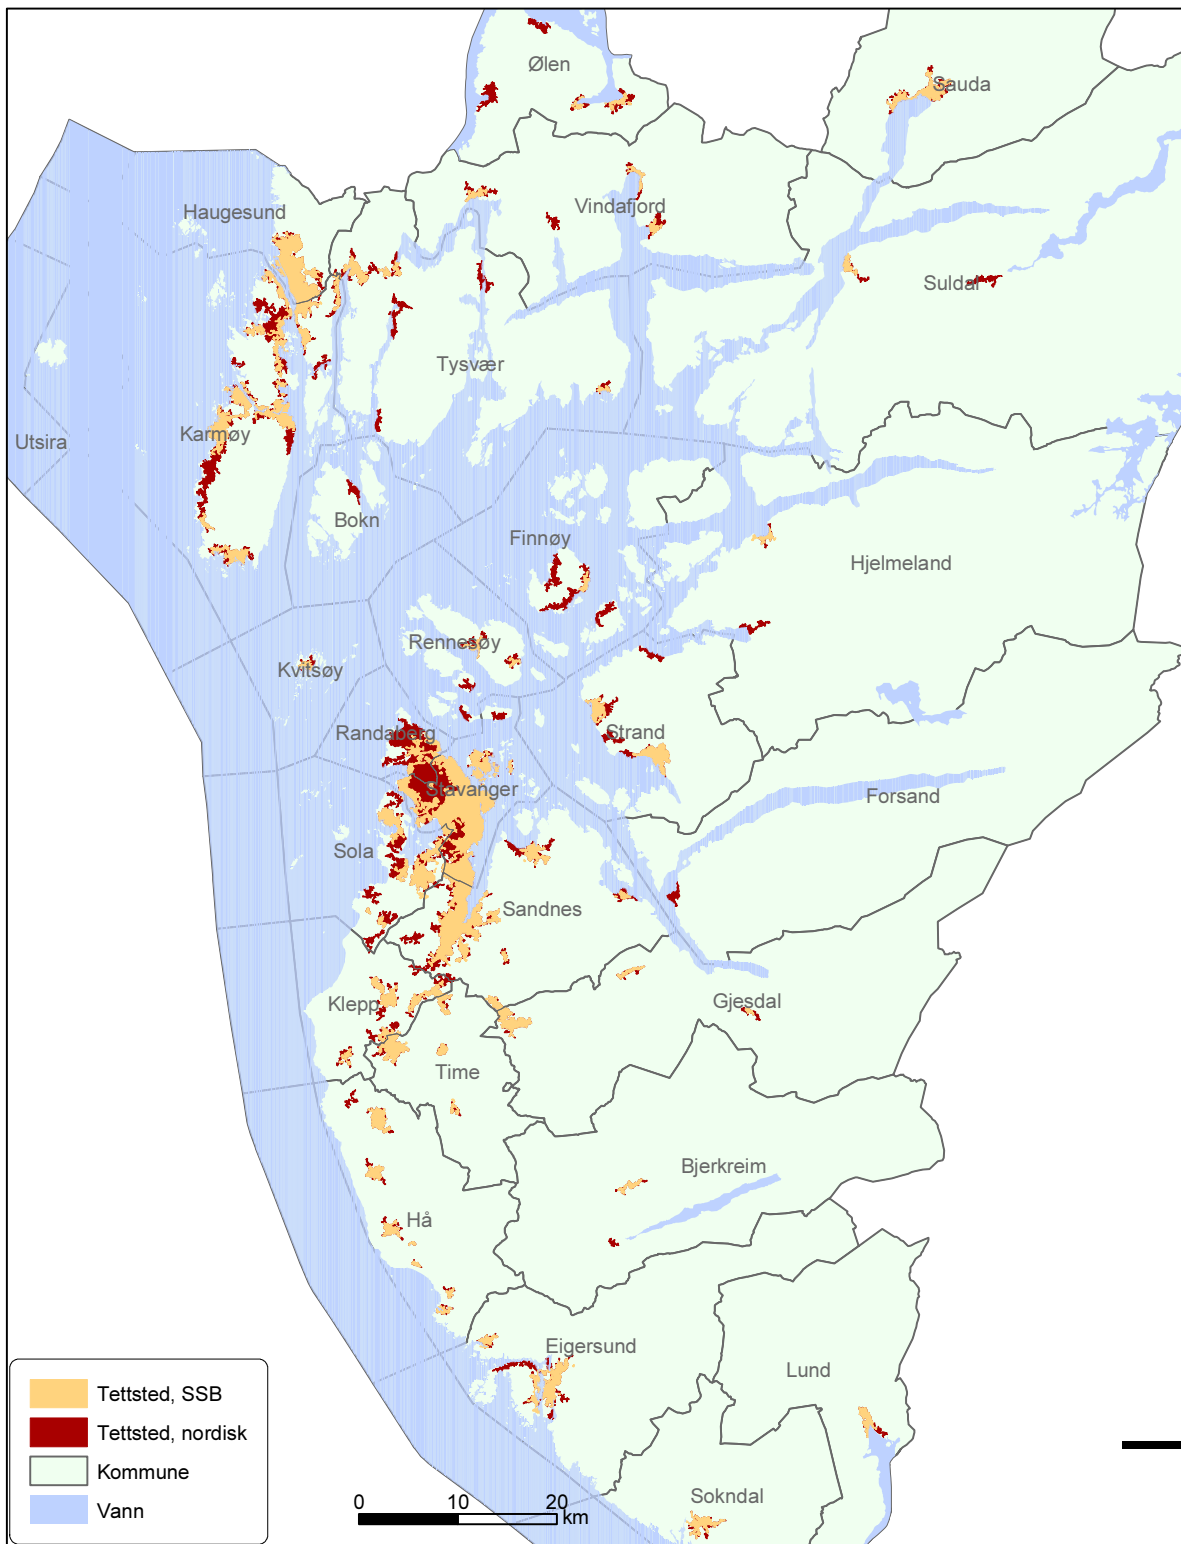 Ølen
Sauda
Haugesund
Vindafjord
Suldal
Tysvær
Utsira
Karmøy
Bokn
Finnøy
Hjelmeland
Rennesøy
Kvitsøy
Randaberg
Strand
Stavanger
Forsand
Sola
Sandnes
Klepp
Gjesdal
Time
Bjerkreim
Hå
Eigersund
Lund
Sokndal
Tettsted, SSB
Tettsted, nordisk
Kommune
Vann
0 10 20
km